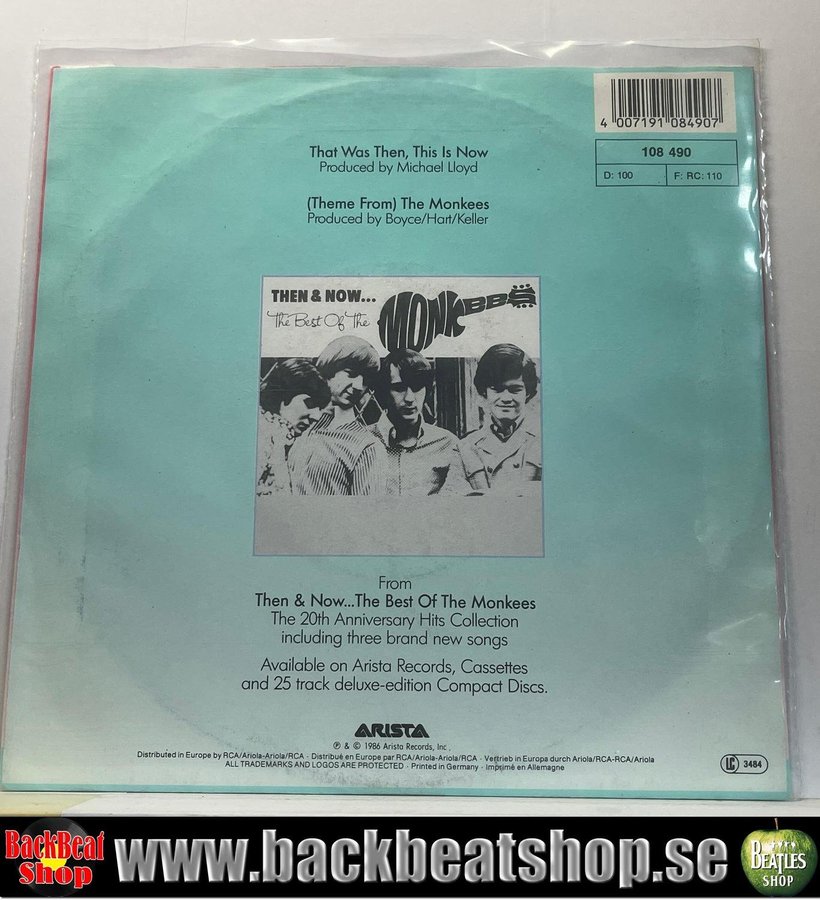 4 007191 084907
108 490
D: 100 F: RC: 110
That Was Then, This Is Now
Produced by Michael Lloyd
(Theme From) The Monkees
Produced by Boyce/Hart/Keller
THEN & NOW...
The Best Of The
MONKEES
From
Then & Now...The Best Of The Monkees
The 20th Anniversary Hits Collection
including three brand new songs
Available on Arista Records, Cassettes
and 25 track deluxe-edition Compact Discs.
ARISTA
℗ & © 1986 Arista Records, Inc.,
Distributed in Europe by RCA/Ariola-Ariola/RCA · Distribué en Europe par RCA/Ariola-Ariola/RCA · Vertrieb in Europa durch Ariola/RCA-RCA/Ariola
ALL TRADEMARKS AND LOGOS ARE PROTECTED · Printed in Germany · Imprimé en Allemagne
LC 3484
BackBeat
Shop
www.backbeatshop.se
BEATLES
SHOP